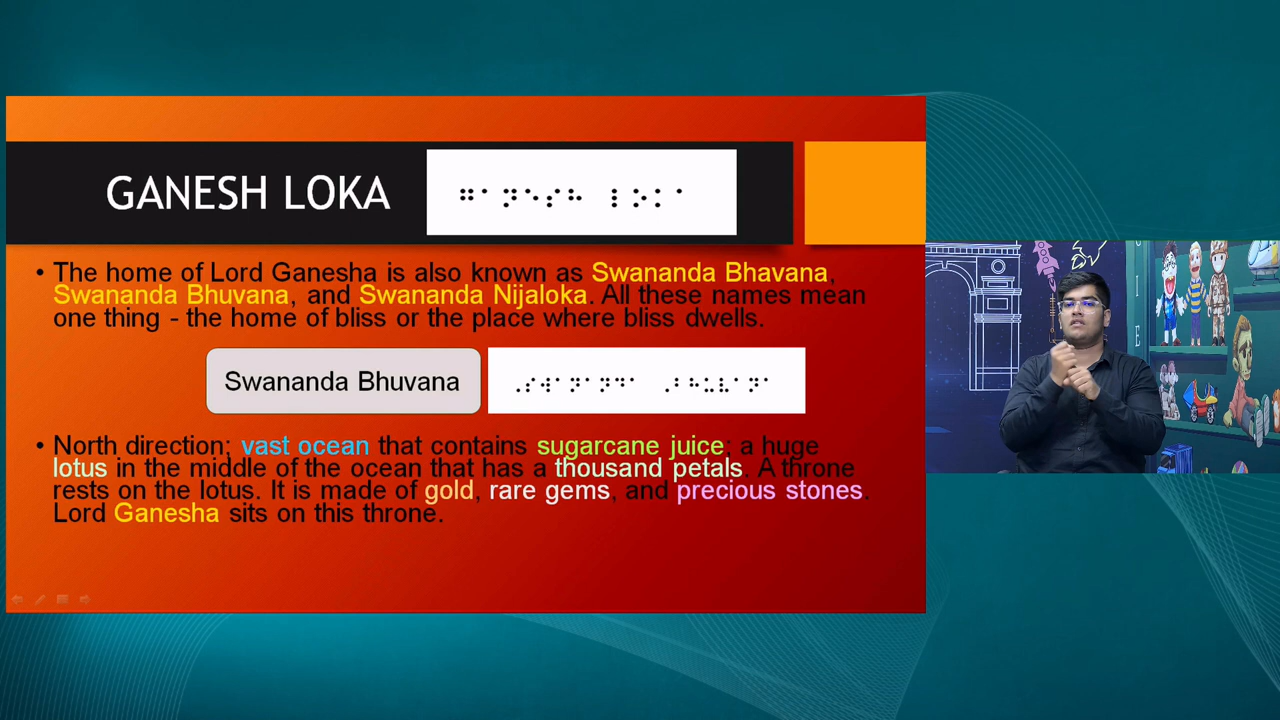 GANESH LOKA ⠛⠁⠝⠑⠎⠓ ⠇⠕⠅⠁
• The home of Lord Ganesha is also known as Swananda Bhavana,
Swananda Bhuvana, and Swananda Nijaloka. All these names mean
one thing - the home of bliss or the place where bliss dwells.
Swananda Bhuvana ⠠⠎⠺⠁⠝⠁⠝⠙⠁ ⠠⠃⠓⠥⠧⠁⠝⠁
• North direction; vast ocean that contains sugarcane juice; a huge
lotus in the middle of the ocean that has a thousand petals. A throne
rests on the lotus. It is made of gold, rare gems, and precious stones.
Lord Ganesha sits on this throne.